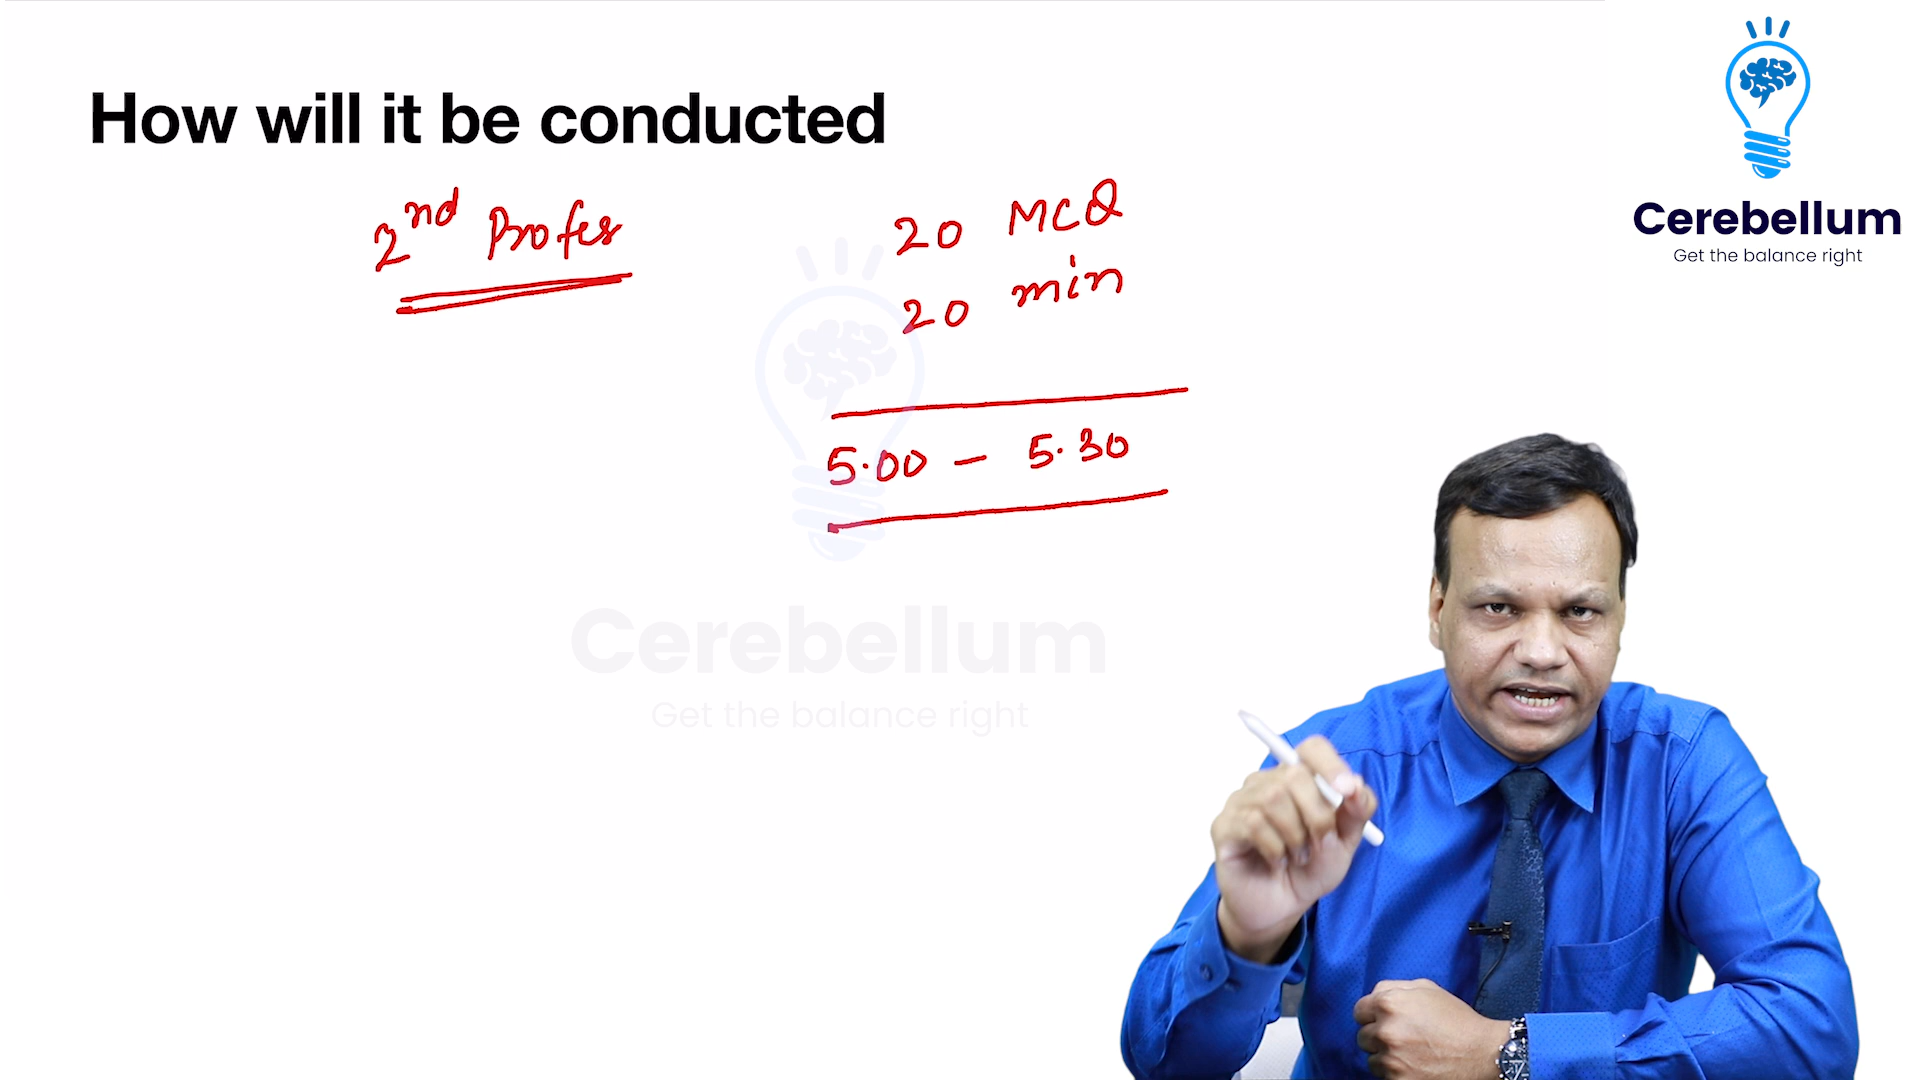 How will it be conducted
2nd Profes
20 MCQ
20 min
5.00 – 5.30
Cerebellum
Get the balance right
Cerebellum
Get the balance right